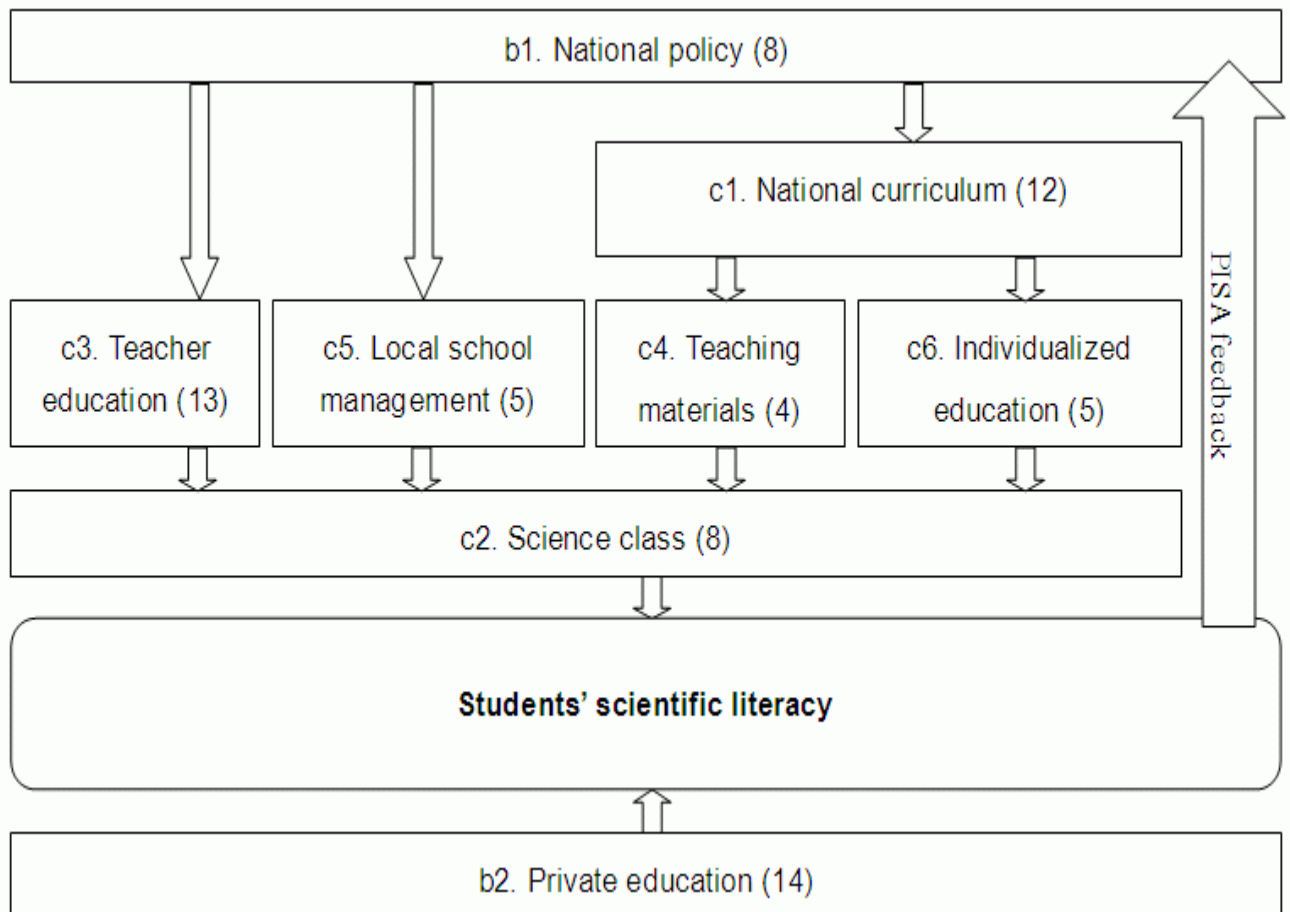 b1. National policy (8)
c1. National curriculum (12)
PISA feedback
c3. Teacher
education (13)
c5. Local school
management (5)
c4. Teaching
materials (4)
c6. Individualized
education (5)
c2. Science class (8)
Students’ scientific literacy
b2. Private education (14)